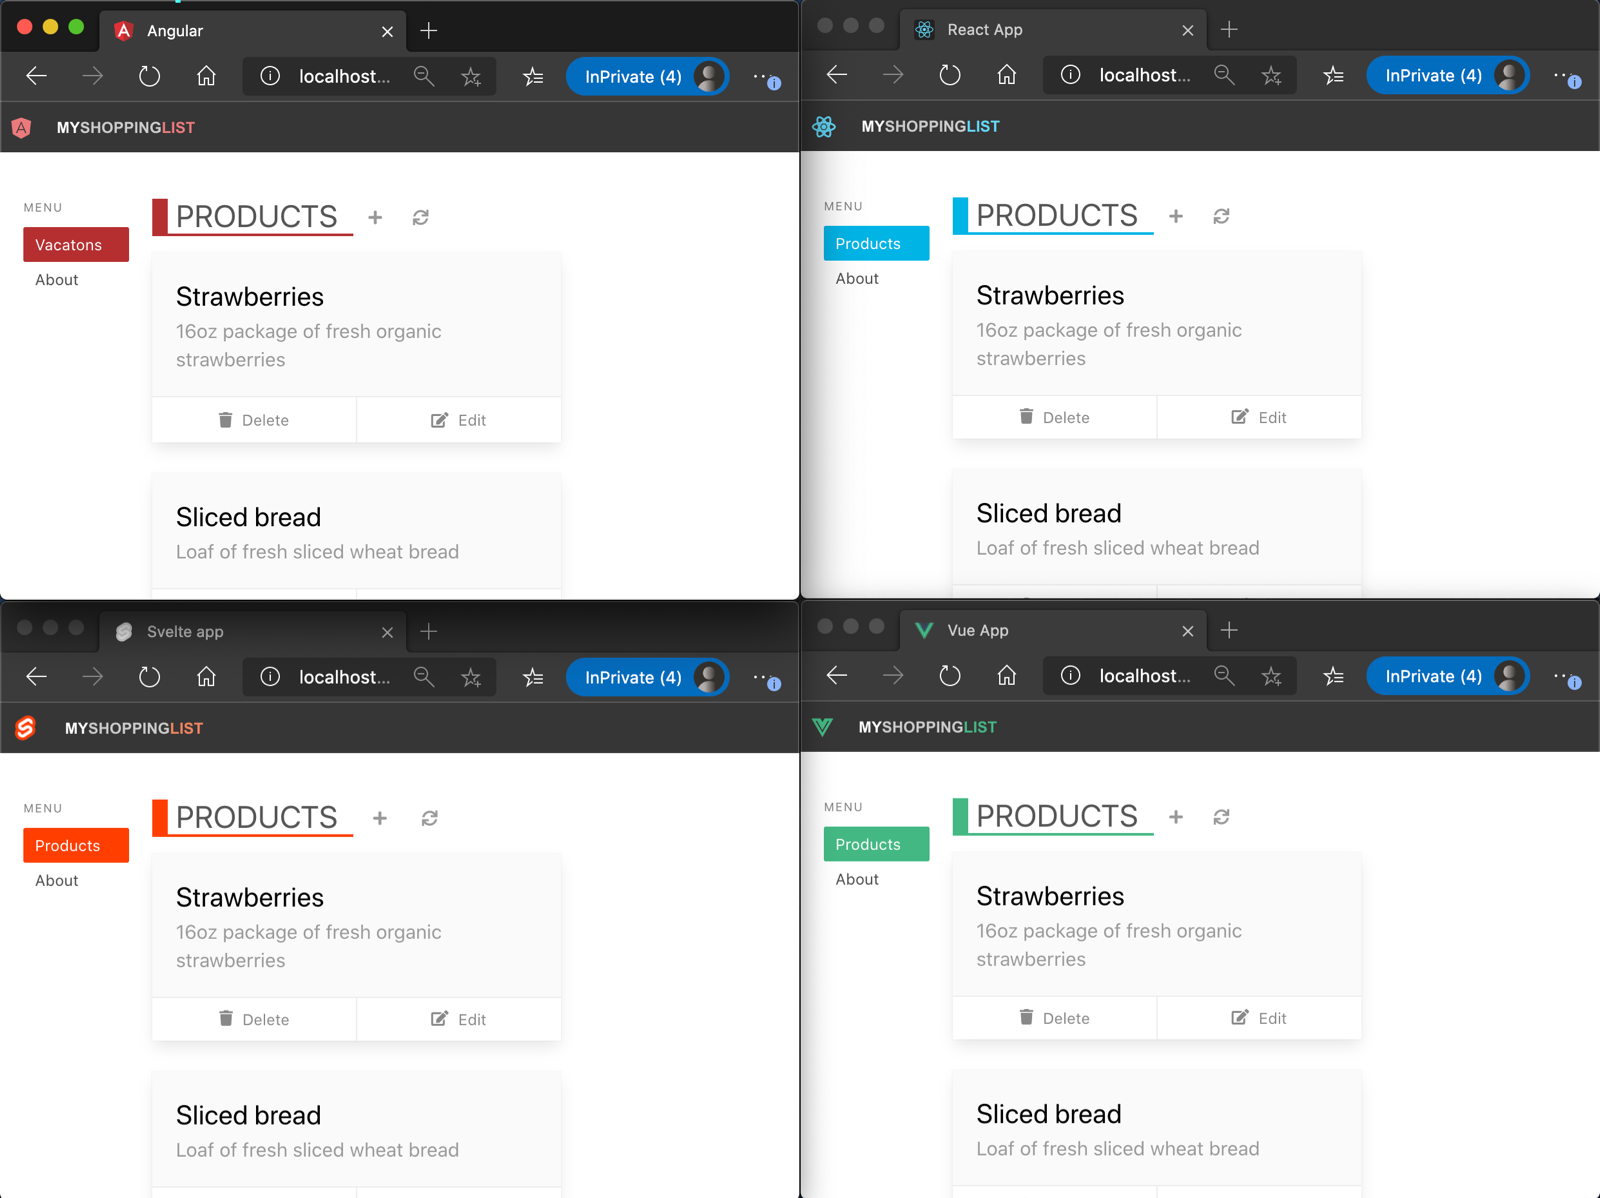 Angular
localhost...
InPrivate (4)
MYSHOPPINGLIST
MENU
Vacatons
About
PRODUCTS
Strawberries
16oz package of fresh organic
strawberries
Delete
Edit
Sliced bread
Loaf of fresh sliced wheat bread
React App
localhost...
InPrivate (4)
MYSHOPPINGLIST
MENU
Products
About
PRODUCTS
Strawberries
16oz package of fresh organic
strawberries
Delete
Edit
Sliced bread
Loaf of fresh sliced wheat bread
Svelte app
localhost...
InPrivate (4)
MYSHOPPINGLIST
MENU
Products
About
PRODUCTS
Strawberries
16oz package of fresh organic
strawberries
Delete
Edit
Sliced bread
Loaf of fresh sliced wheat bread
Vue App
localhost...
InPrivate (4)
MYSHOPPINGLIST
MENU
Products
About
PRODUCTS
Strawberries
16oz package of fresh organic
strawberries
Delete
Edit
Sliced bread
Loaf of fresh sliced wheat bread